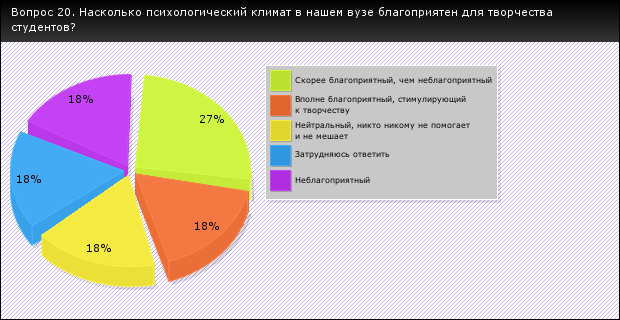 Вопрос 20. Насколько психологический климат в нашем вузе благоприятен для творчества
студентов?
18%
27%
18%
18%
18%
Скорее благоприятный, чем неблагоприятный
Вполне благоприятный, стимулирующий
к творчеству
Нейтральный, никто никому не помогает
и не мешает
Затрудняюсь ответить
Неблагоприятный